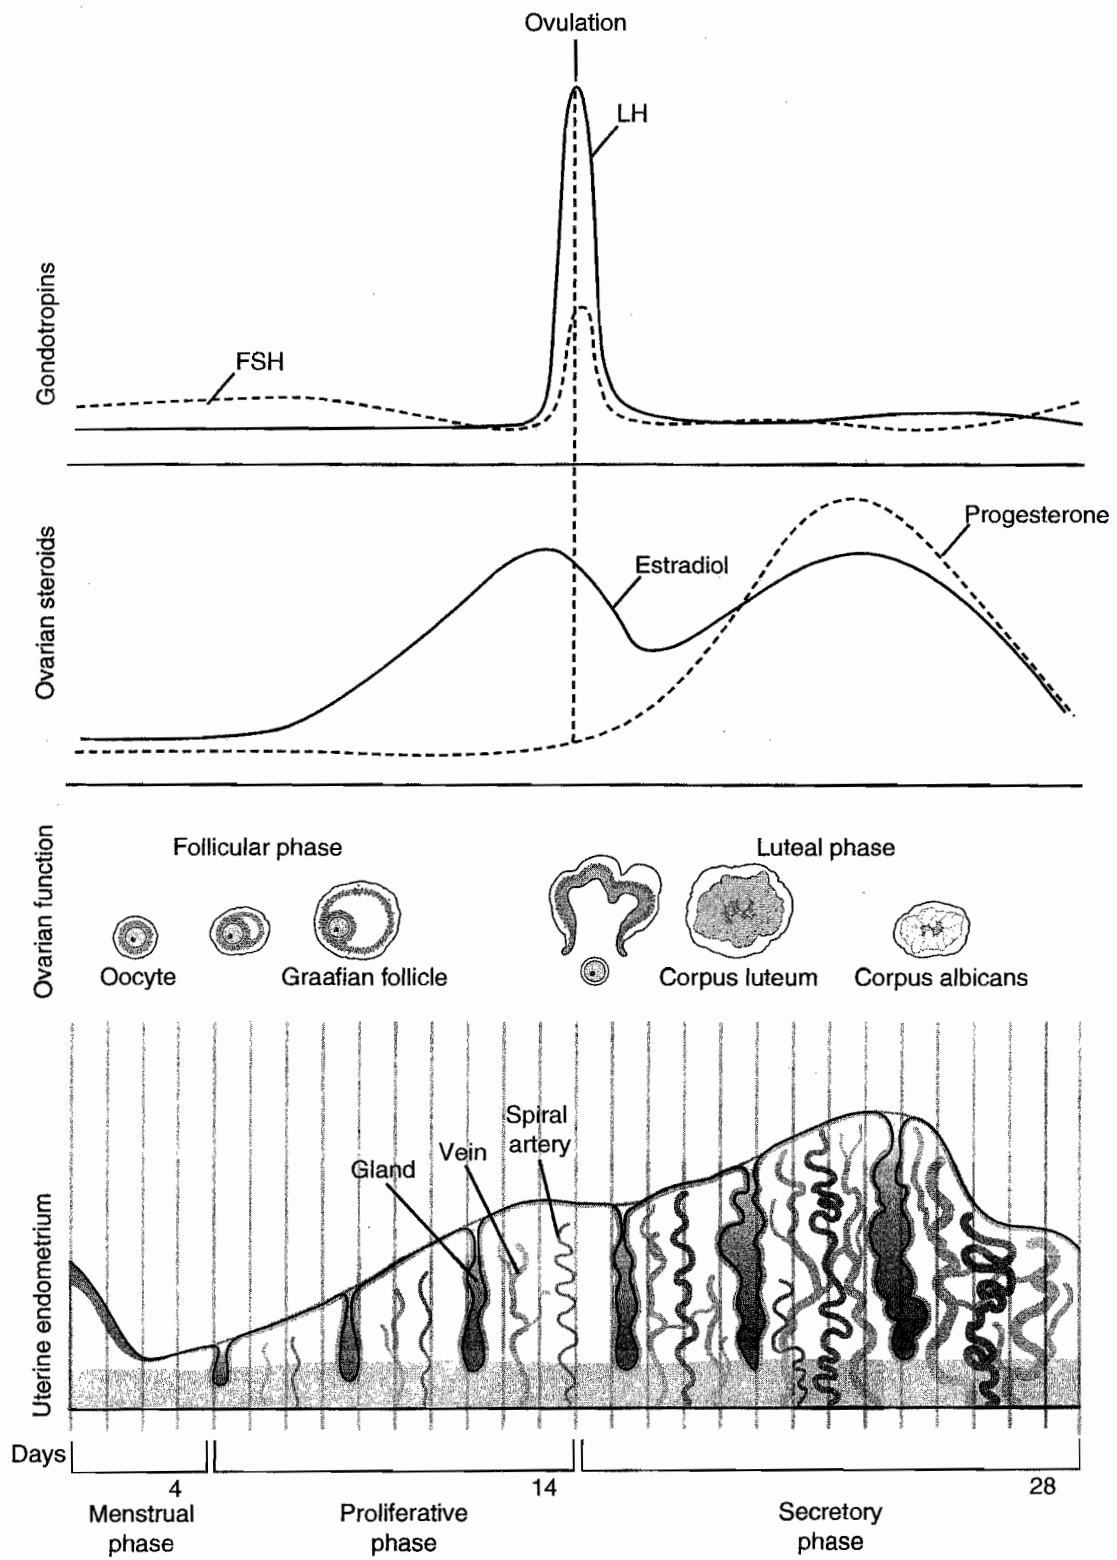 Ovulation
LH
Gondotropins
FSH
Ovarian steroids
Progesterone
Estradiol
Ovarian function
Follicular phase
Luteal phase
Oocyte
Graafian follicle
Corpus luteum
Corpus albicans
Uterine endometrium
Spiral
artery
Vein
Gland
Days
4
14
28
Menstrual
phase
Proliferative
phase
Secretory
phase